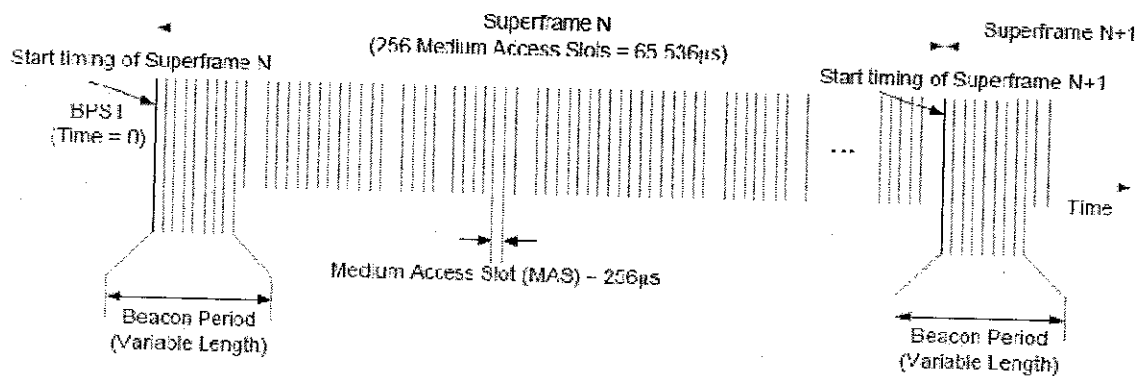 Superframe N
(256 Medium Access Slots = 65 536µs)
Superframe N+1
Start timing of Superframe N
Start timing of Superframe N+1
BPST
(Time = 0)
...
Time
Medium Access Slot (MAS) - 256µs
Beacon Period
(Variable Length)
Beacon Period
(Variable Length)